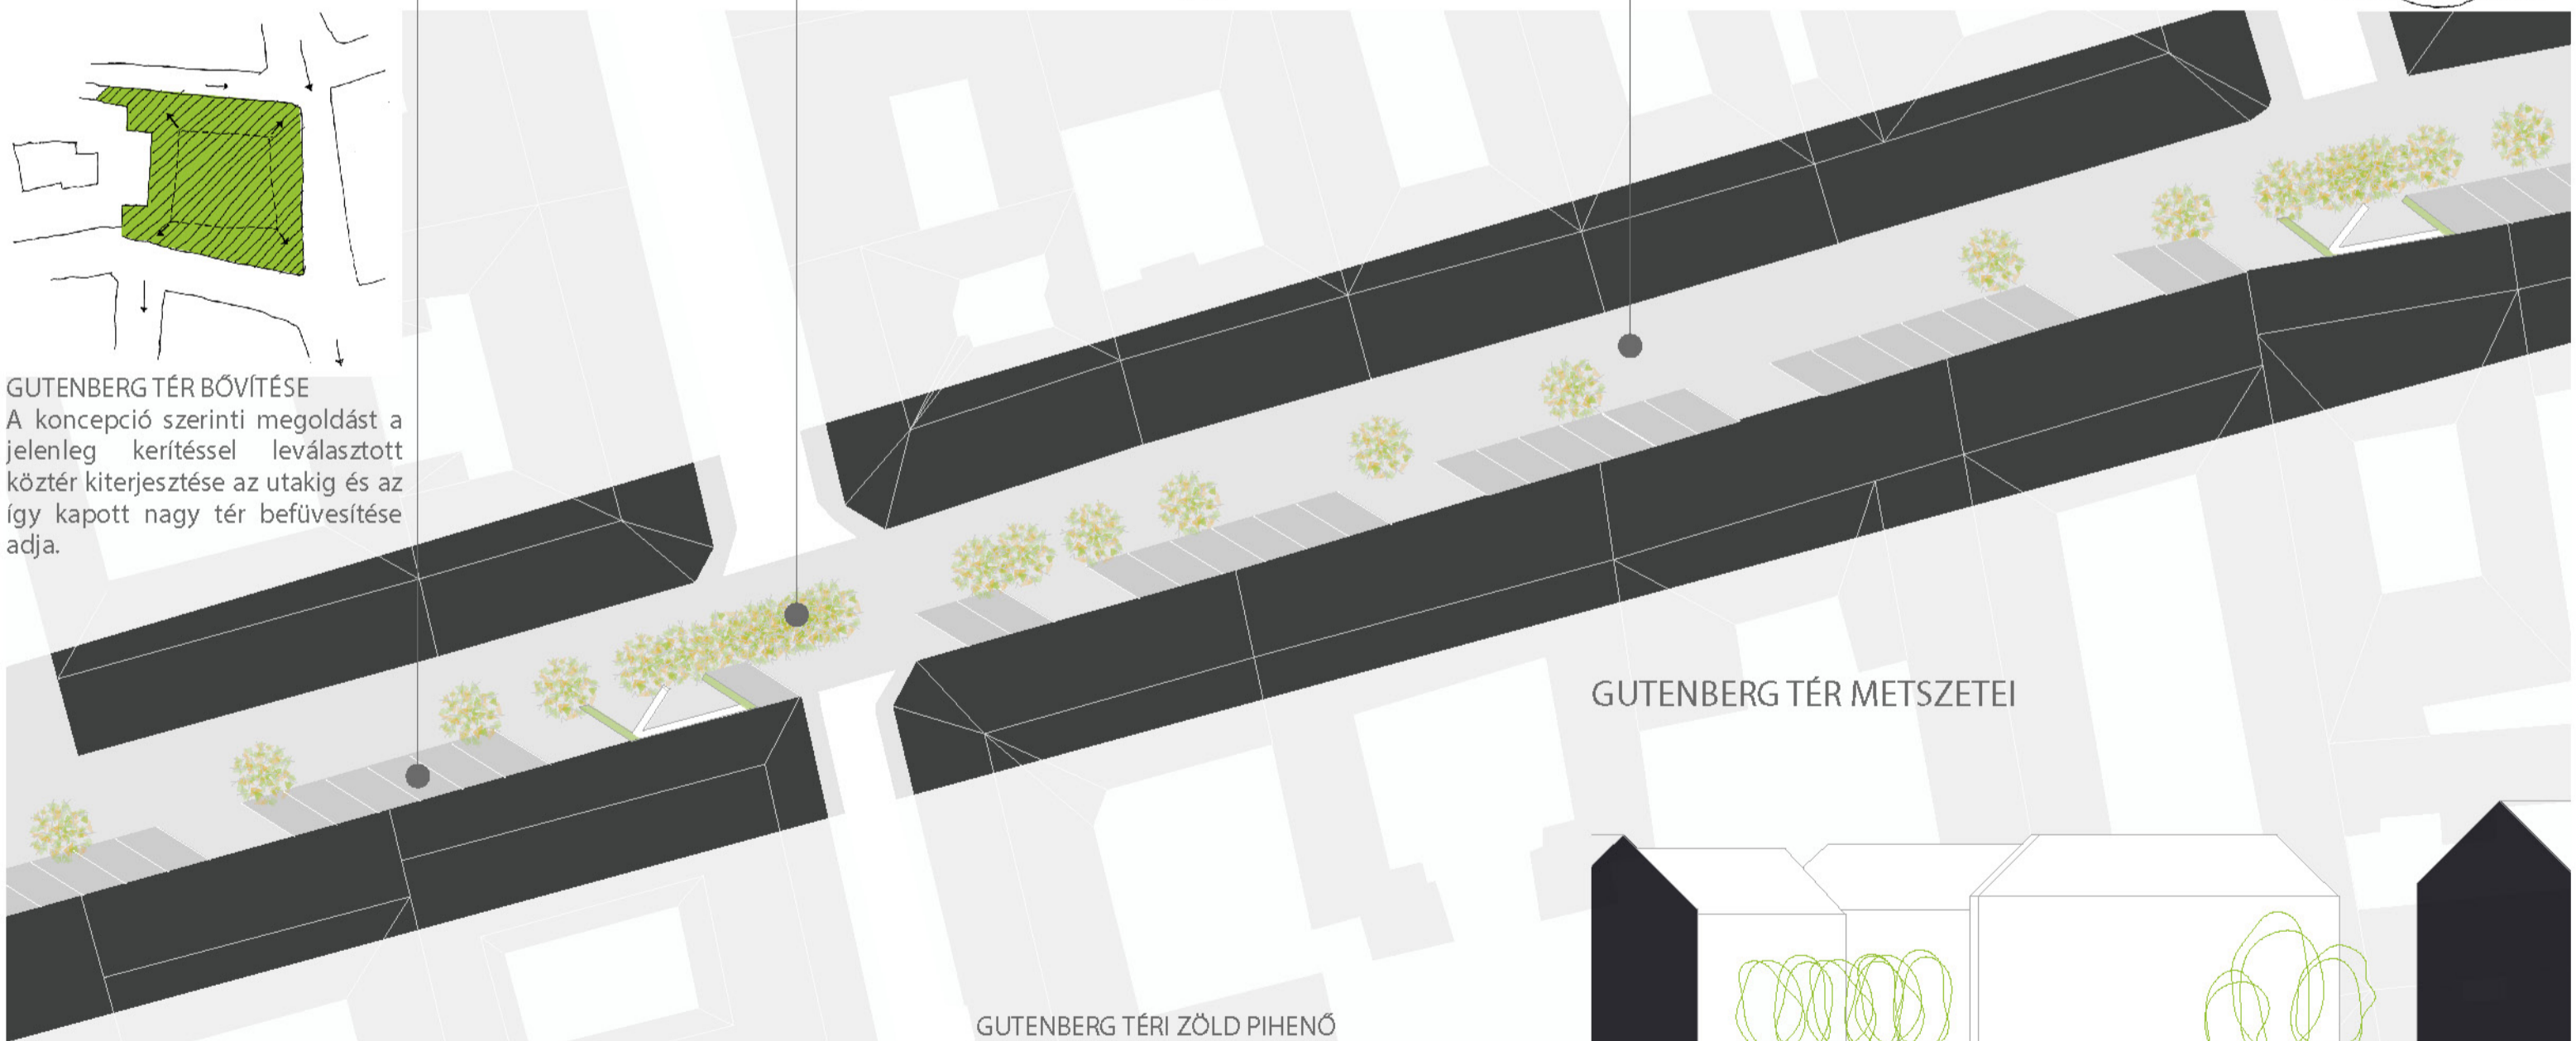 GUTENBERG TÉR BŐVÍTÉSE
A koncepció szerinti megoldást a
jelenleg kerítéssel leválasztott
köztér kiterjesztése az utakig és az
így kapott nagy tér befüvesítése
adja.
GUTENBERG TÉR METSZETEI
GUTENBERG TÉRI ZÖLD PIHENŐ